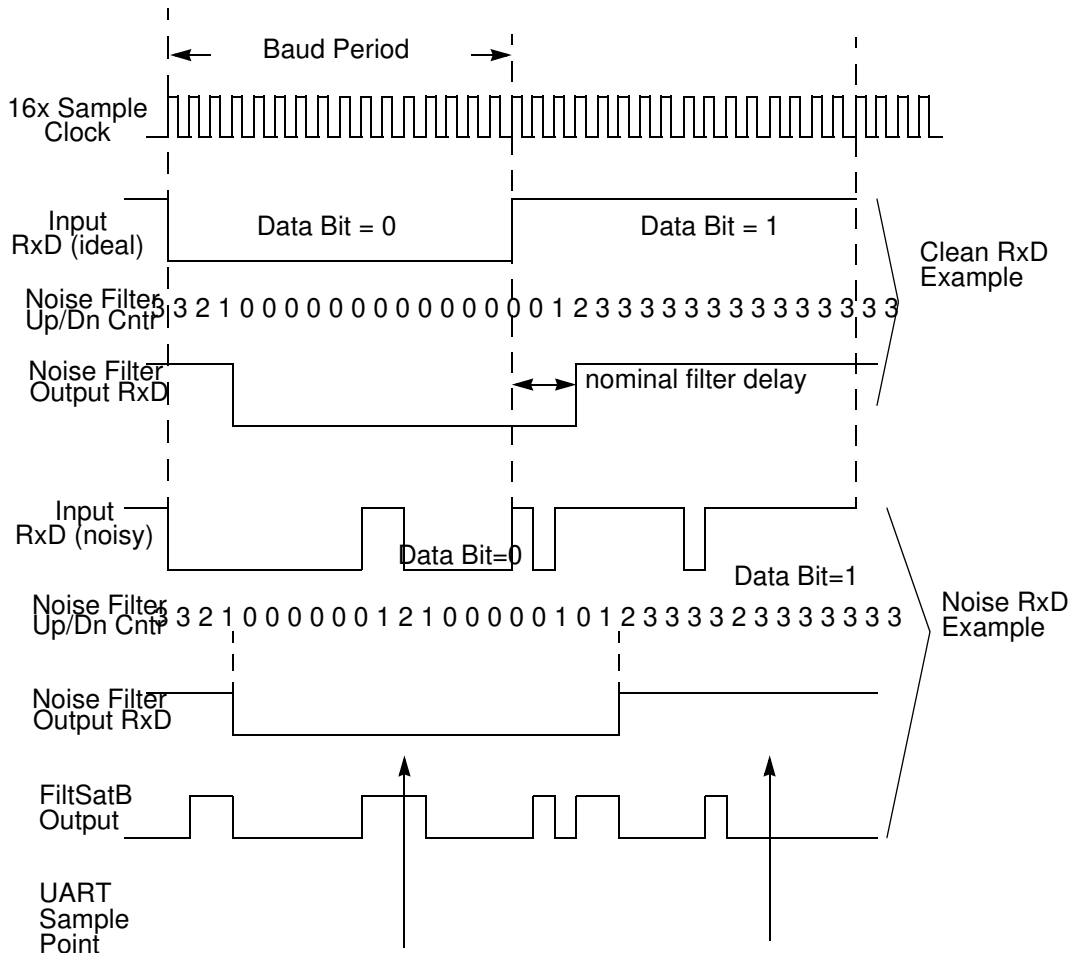 Baud Period
16x Sample
Clock
Input
RxD (ideal)
Data Bit = 0
Data Bit = 1
Clean RxD
Example
Noise Filter
Up/Dn Cntr
3 3 2 1 0 0 0 0 0 0 0 0 0 0 0 0 0 0 1 2 3 3 3 3 3 3 3 3 3 3 3 3 3 3
Noise Filter
Output RxD
nominal filter delay
Input
RxD (noisy)
Data Bit=0
Data Bit=1
Noise RxD
Example
Noise Filter
Up/Dn Cntr
3 3 2 1 0 0 0 0 0 0 1 2 1 0 0 0 0 0 1 0 1 2 3 3 3 3 2 3 3 3 3 3 3 3
Noise Filter
Output RxD
FiltSatB
Output
UART
Sample
Point